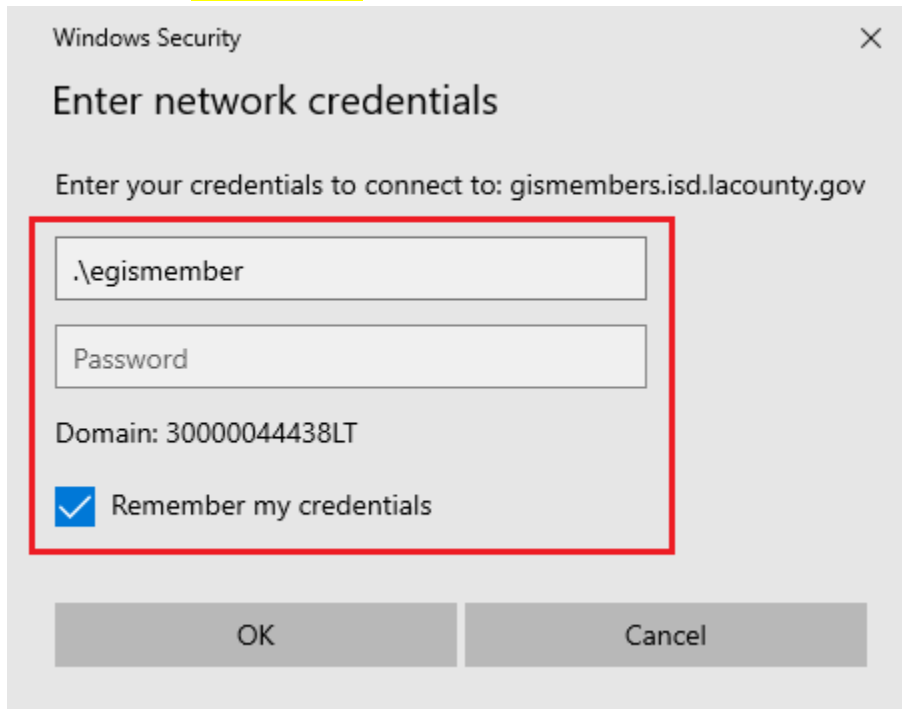 Windows Security
Enter network credentials
Enter your credentials to connect to: gismembers.isd.lacounty.gov
.\egismember
Password
Domain: 30000044438LT
Remember my credentials
OK
Cancel